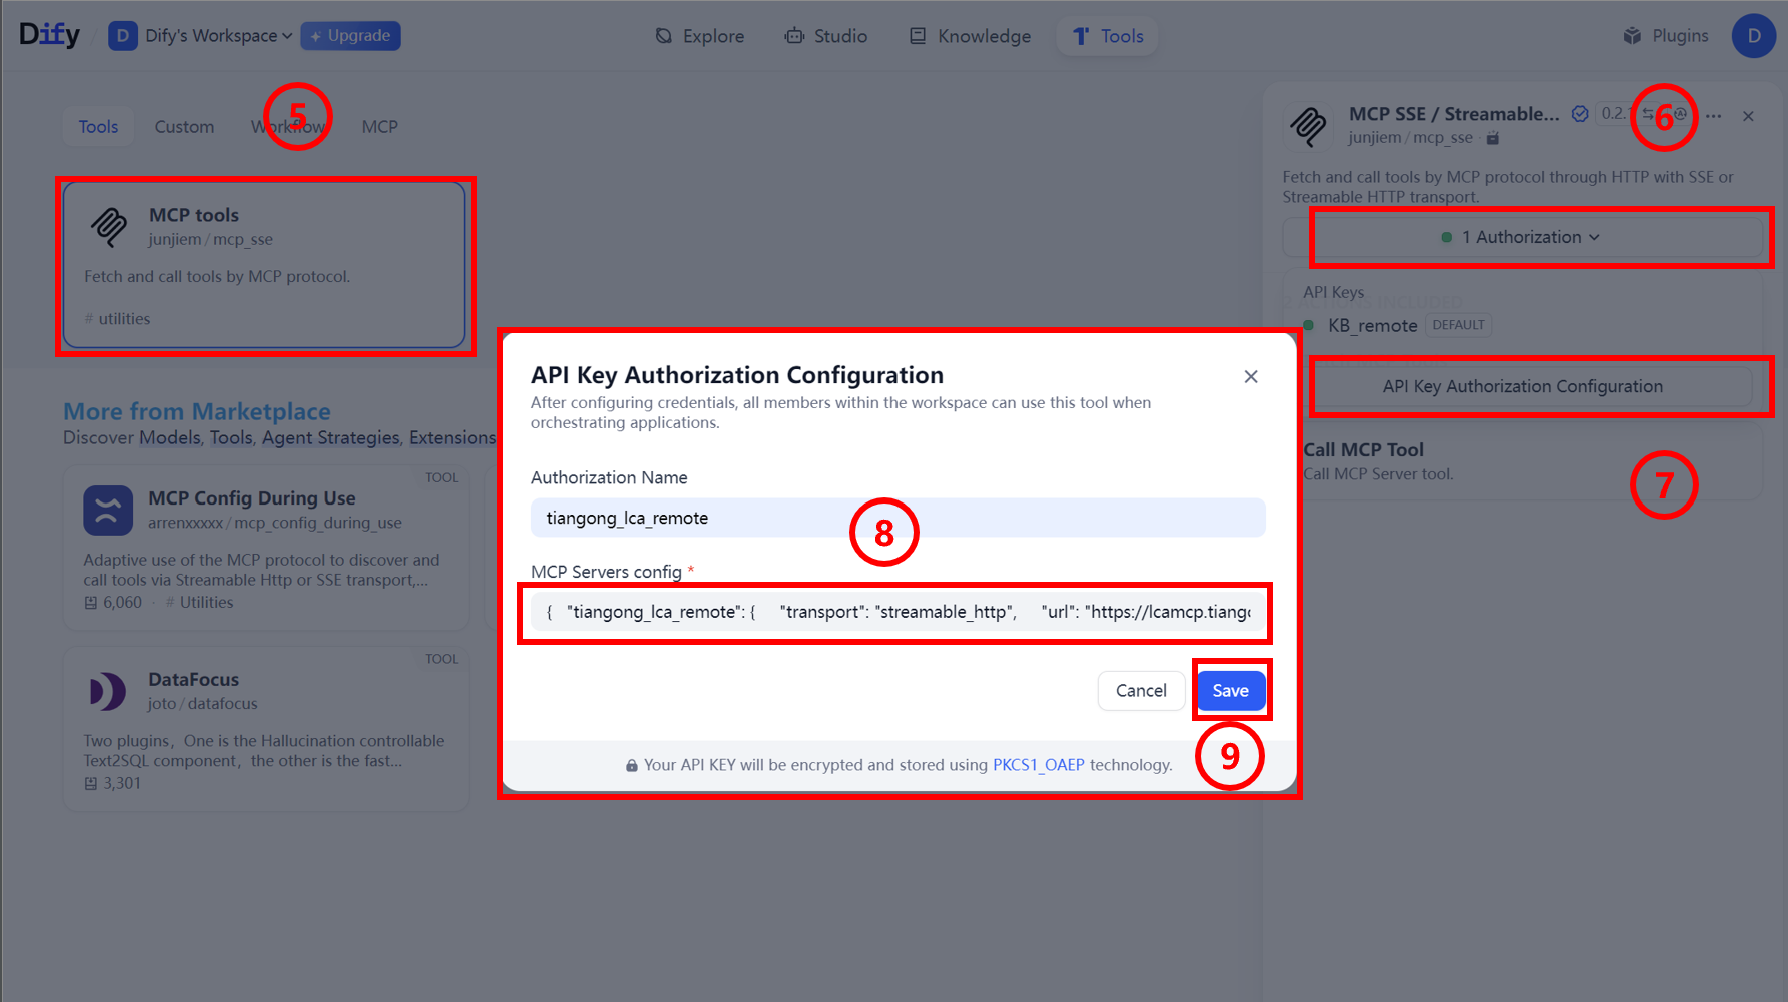 Dify / D Dify's Workspace Upgrade
Explore Studio Knowledge Tools
Plugins D
Tools Custom Workflow MCP
5
MCP tools
junjiem / mcp_sse
Fetch and call tools by MCP protocol.
# utilities
More from Marketplace
Discover Models, Tools, Agent Strategies, Extensions
TOOL
MCP Config During Use
arrenxxxxx / mcp_config_during_use
Adaptive use of the MCP protocol to discover and
call tools via Streamable Http or SSE transport,...
6,060 · # Utilities
TOOL
DataFocus
joto / datafocus
Two plugins, One is the Hallucination controllable
Text2SQL component, the other is the fast...
3,301
MCP SSE / Streamable... 0.2.
6
junjiem / mcp_sse
Fetch and call tools by MCP protocol through HTTP with SSE or
Streamable HTTP transport.
1 Authorization
API Keys
INCLUDED
KB_remote DEFAULT
API Key Authorization Configuration
Call MCP Tool
Call MCP Server tool.
7
API Key Authorization Configuration
After configuring credentials, all members within the workspace can use this tool when
orchestrating applications.
Authorization Name
tiangong_lca_remote
8
MCP Servers config *
{ "tiangong_lca_remote": { "transport": "streamable_http", "url": "https://lcamcp.tiango
Cancel Save
9
Your API KEY will be encrypted and stored using PKCS1_OAEP technology.